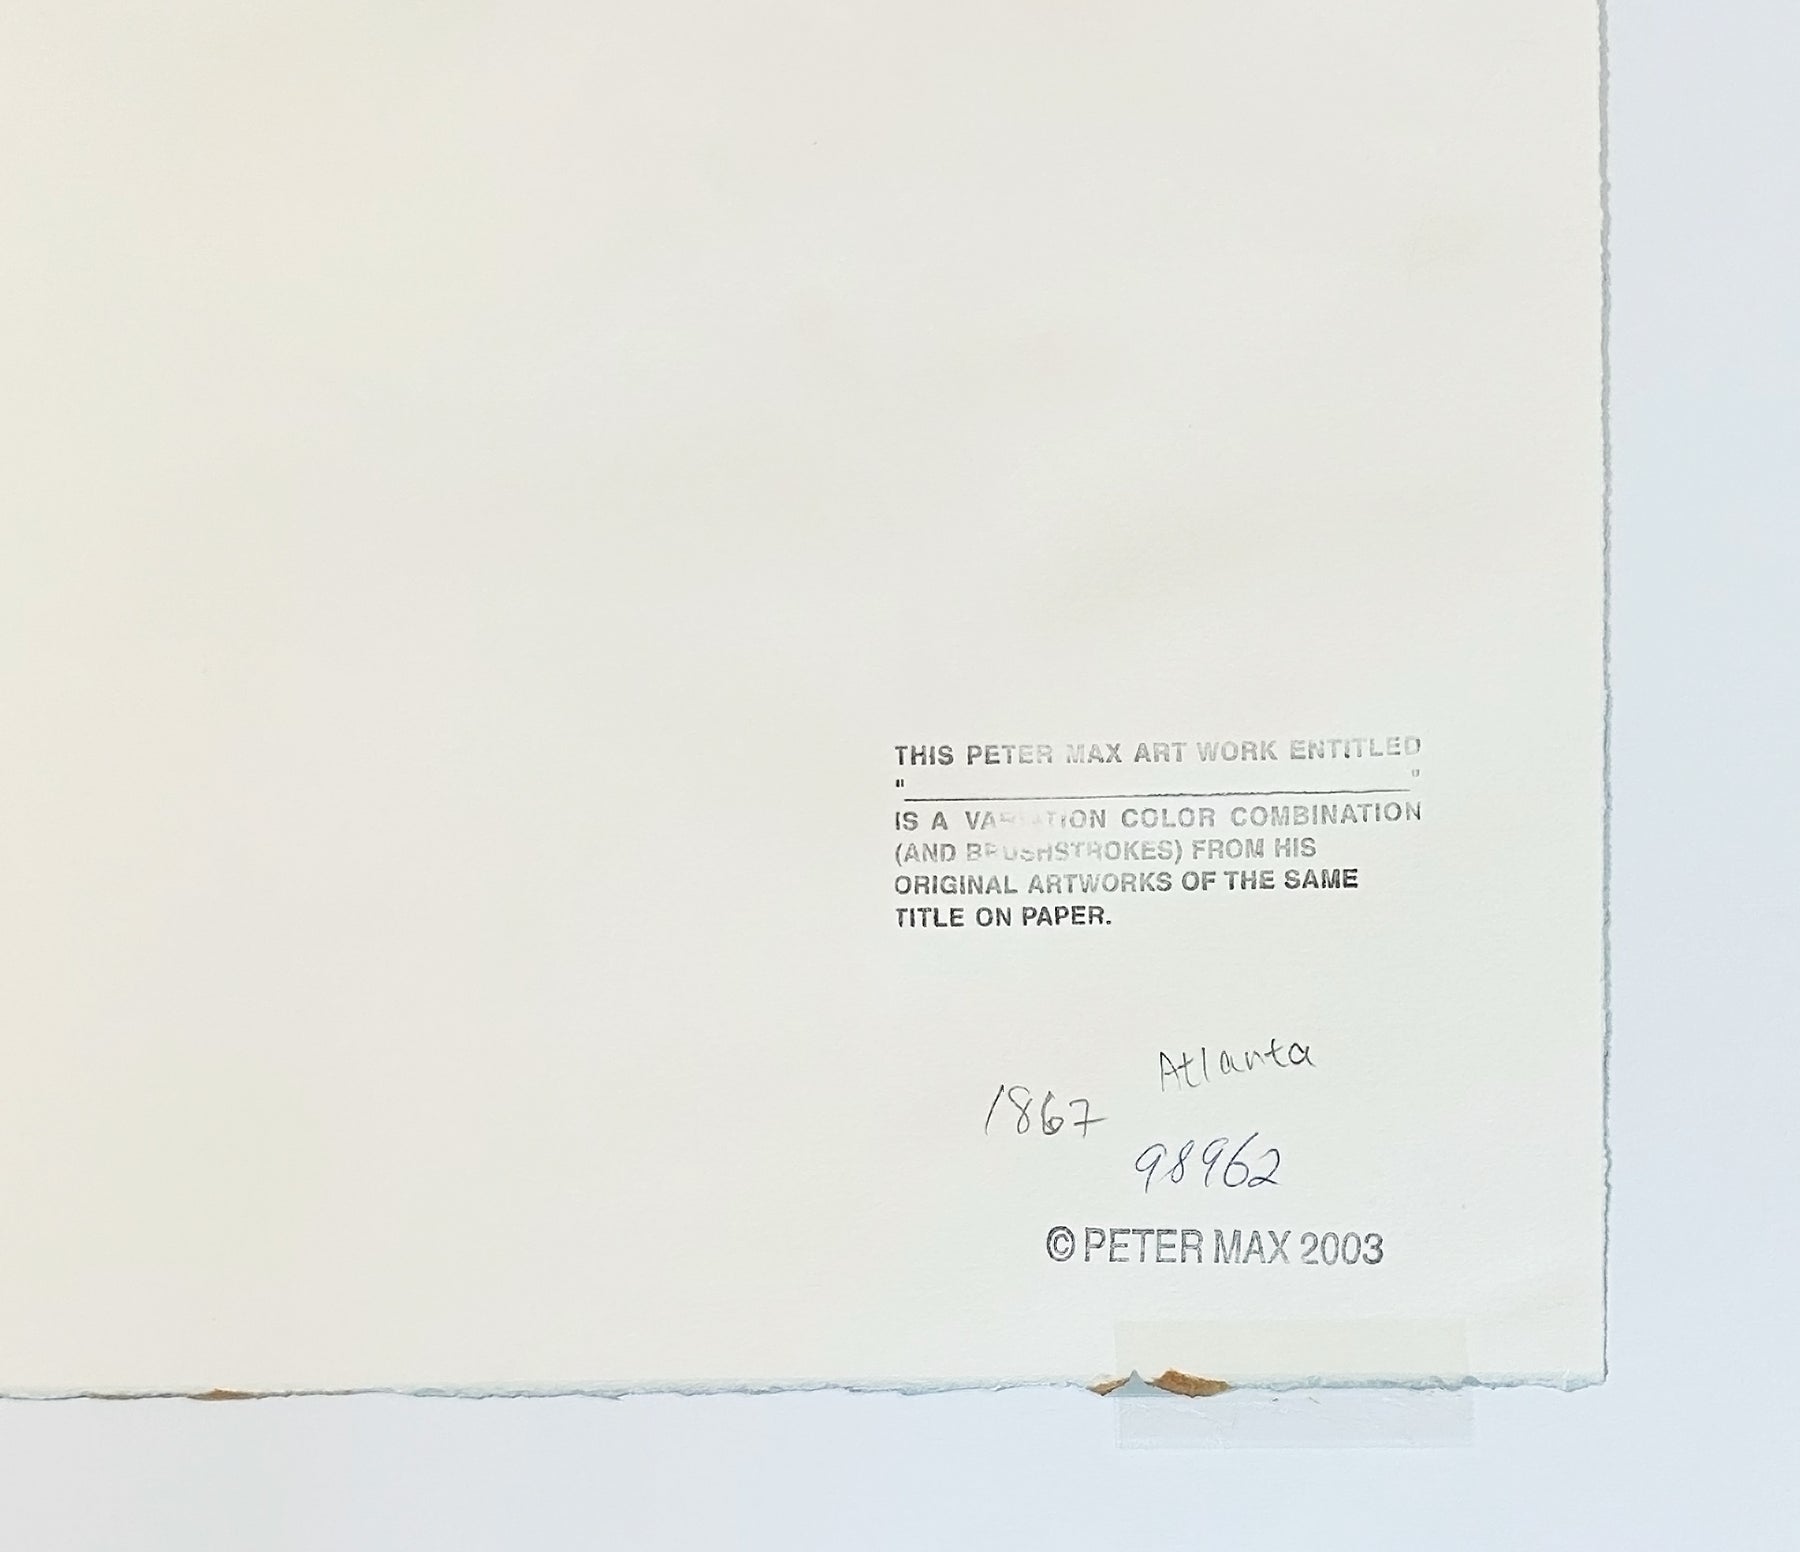 THIS PETER MAX ART WORK ENTITLED
" "
IS A VARIATION COLOR COMBINATION
(AND BRUSHSTROKES) FROM HIS
ORIGINAL ARTWORKS OF THE SAME
TITLE ON PAPER.
Atlanta
1867
98962
© PETER MAX 2003